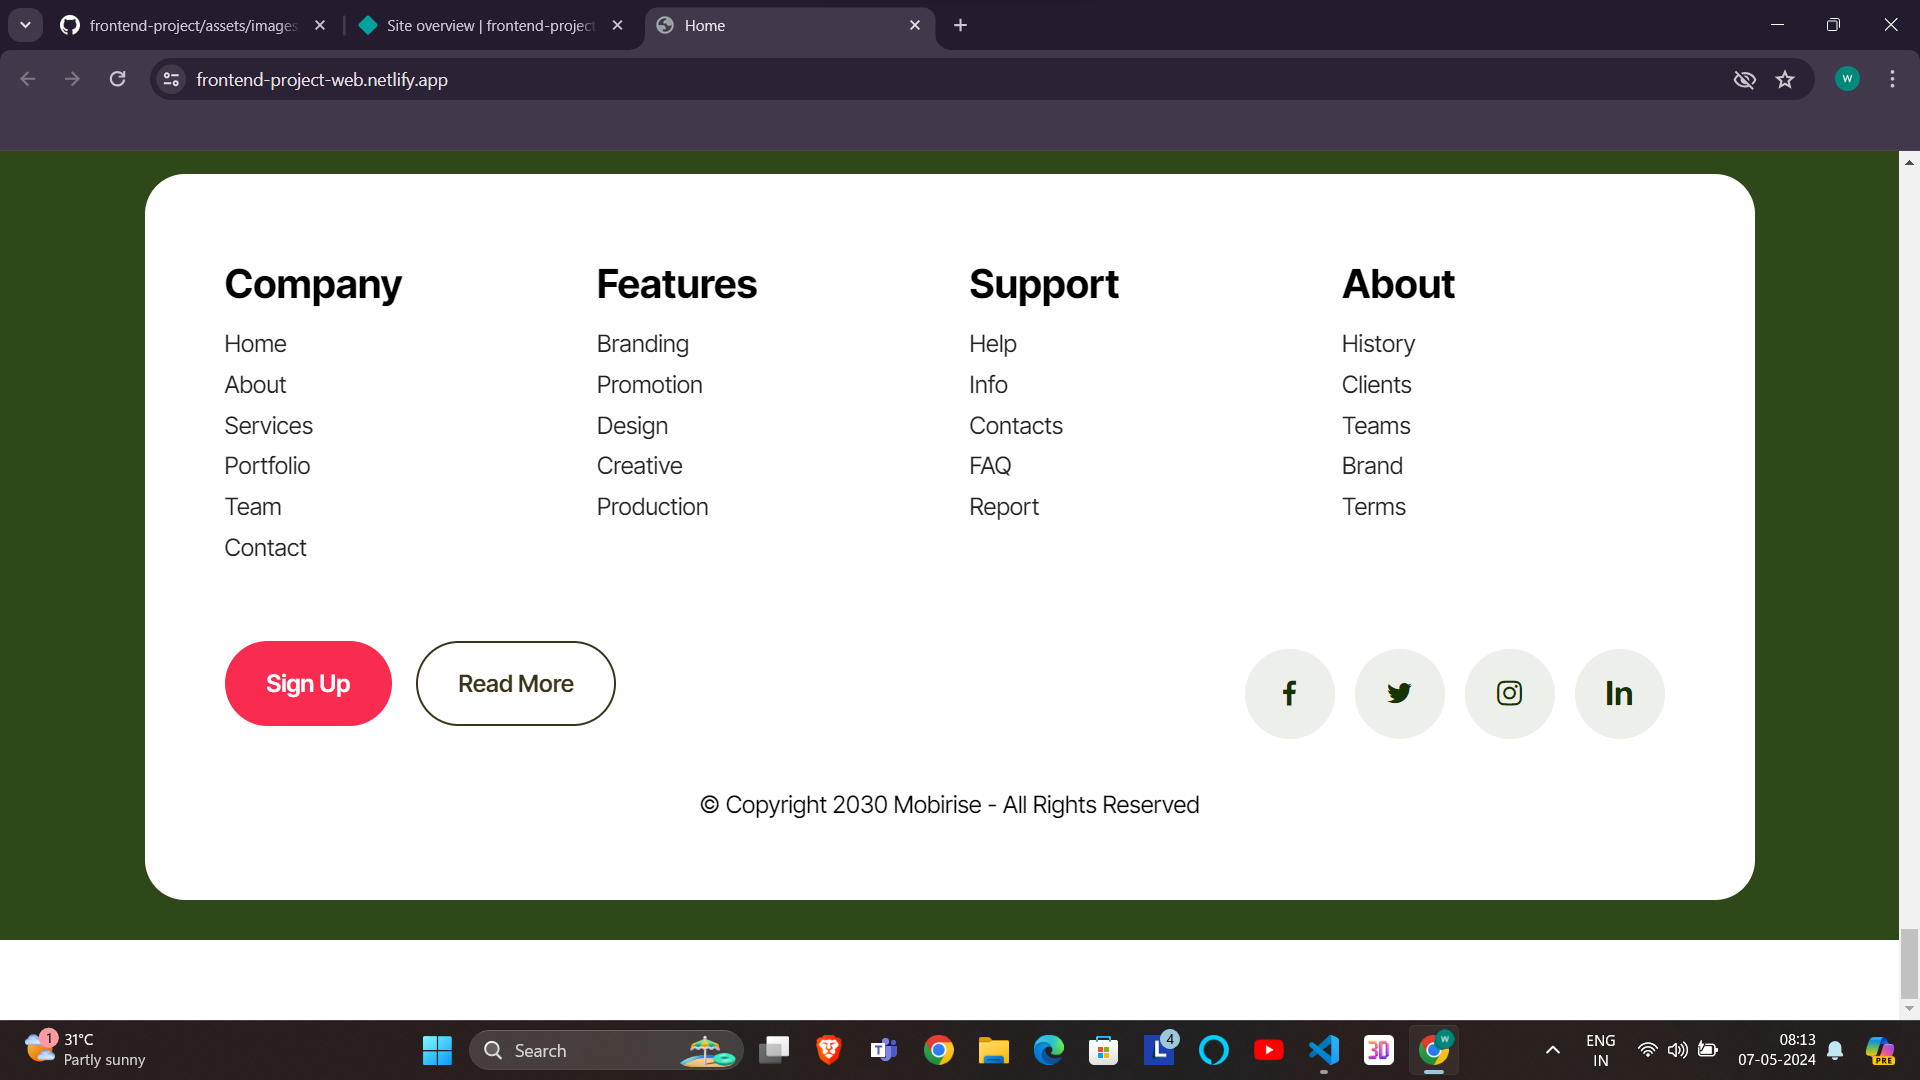 frontend-project/assets/images
Site overview | frontend-project
Home
frontend-project-web.netlify.app
W
Company
Home
About
Services
Portfolio
Team
Contact
Features
Branding
Promotion
Design
Creative
Production
Support
Help
Info
Contacts
FAQ
Report
About
History
Clients
Teams
Brand
Terms
Sign Up
Read More
In
© Copyright 2030 Mobirise - All Rights Reserved
1
31°C
Partly sunny
Search
T
L
4
3D
W
ENG
IN
08:13
07-05-2024
PRE